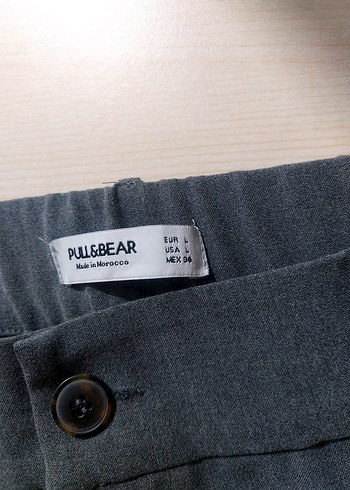 PULL&BEAR
Made in Morocco
EUR L
USA L
MEX 36